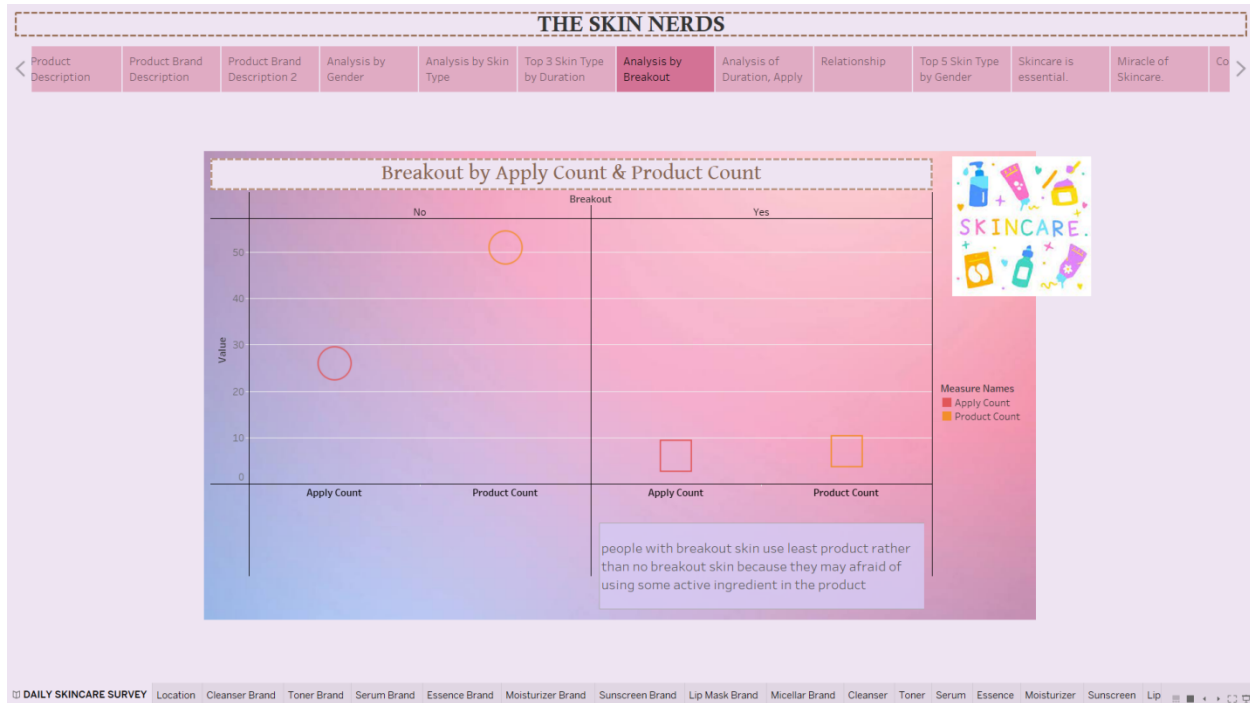 THE SKIN NERDS
Product Description
Product Brand Description
Product Brand Description 2
Analysis by Gender
Analysis by Skin Type
Top 3 Skin Type by Duration
Analysis by Breakout
Analysis of Duration, Apply
Relationship
Top 5 Skin Type by Gender
Skincare is essential.
Miracle of Skincare.
Co
Breakout by Apply Count & Product Count
Breakout
No
Yes
50
40
30
20
10
0
Value
Apply Count
Product Count
Apply Count
Product Count
SKINCARE.
Measure Names
Apply Count
Product Count
people with breakout skin use least product rather
than no breakout skin because they may afraid of
using some active ingredient in the product
DAILY SKINCARE SURVEY Location Cleanser Brand Toner Brand Serum Brand Essence Brand Moisturizer Brand Sunscreen Brand Lip Mask Brand Micellar Brand Cleanser Toner Serum Essence Moisturizer Sunscreen Lip